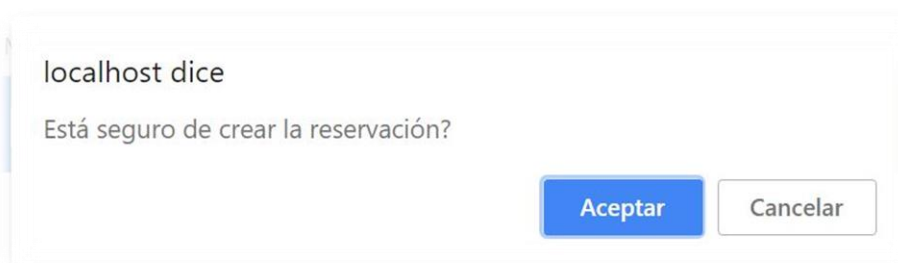 localhost dice
Está seguro de crear la reservación?
Aceptar Cancelar